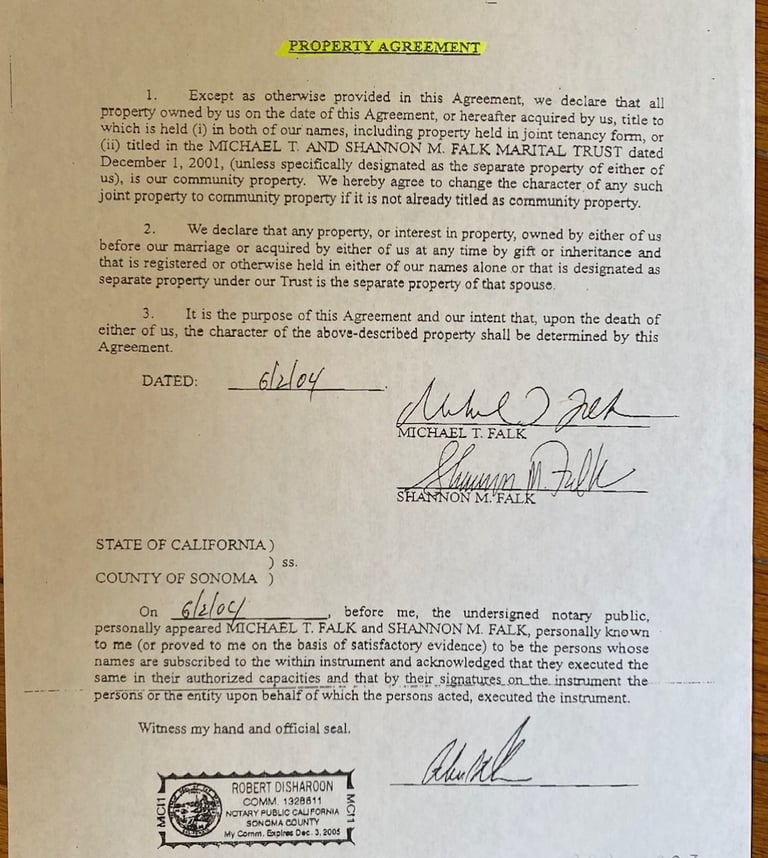 PROPERTY AGREEMENT
1. Except as otherwise provided in this Agreement, we declare that all
property owned by us on the date of this Agreement, or hereafter acquired by us, title to
which is held (i) in both of our names, including property held in joint tenancy form, or
(ii) titled in the MICHAEL T. AND SHANNON M. FALK MARITAL TRUST dated
December 1, 2001, (unless specifically designated as the separate property of either of
us), is our community property. We hereby agree to change the character of any such
joint property to community property if it is not already titled as community property.
2. We declare that any property, or interest in property, owned by either of us
before our marriage or acquired by either of us at any time by gift or inheritance and
that is registered or otherwise held in either of our names alone or that is designated as
separate property under our Trust is the separate property of that spouse.
3. It is the purpose of this Agreement and our intent that, upon the death of
either of us, the character of the above-described property shall be determined by this
Agreement.
DATED: 6/2/04
Michael T. Falk
MICHAEL T. FALK
Shannon M. Falk
SHANNON M. FALK
STATE OF CALIFORNIA )
) ss.
COUNTY OF SONOMA )
On 6/2/04, before me, the undersigned notary public,
personally appeared MICHAEL T. FALK and SHANNON M. FALK, personally known
to me (or proved to me on the basis of satisfactory evidence) to be the persons whose
names are subscribed to the within instrument and acknowledged that they executed the
same in their authorized capacities and that by their signatures on the instrument the
persons or the entity upon behalf of which the persons acted, executed the instrument.
Witness my hand and official seal.
MCI1
ROBERT DISHAROON
COMM. 1328811
NOTARY PUBLIC CALIFORNIA
SONOMA COUNTY
My Comm. Expires Dec. 3, 2005
MCI1